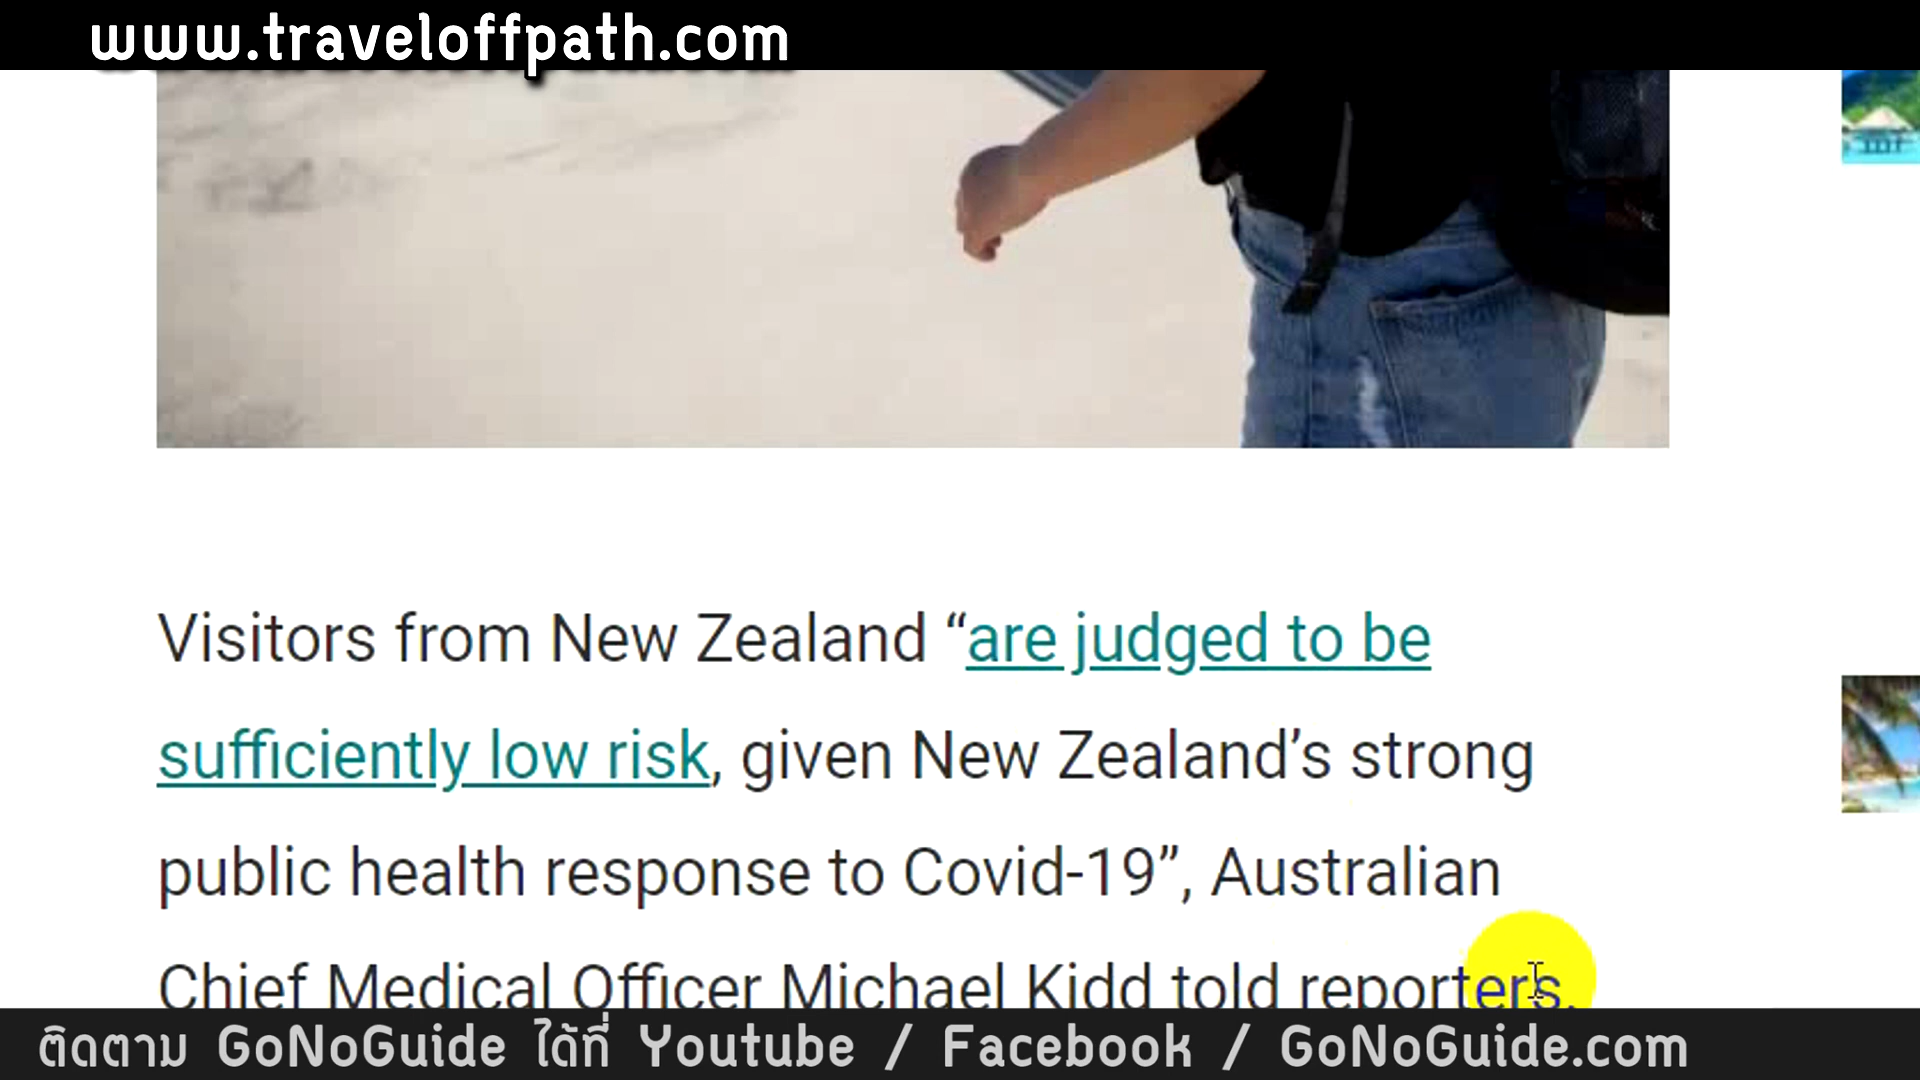 www.traveloffpath.com
Visitors from New Zealand “are judged to be
sufficiently low risk, given New Zealand’s strong
public health response to Covid-19”, Australian
Chief Medical Officer Michael Kidd told reporters.
ติดตาม GoNoGuide ได้ที่ Youtube / Facebook / GoNoGuide.com